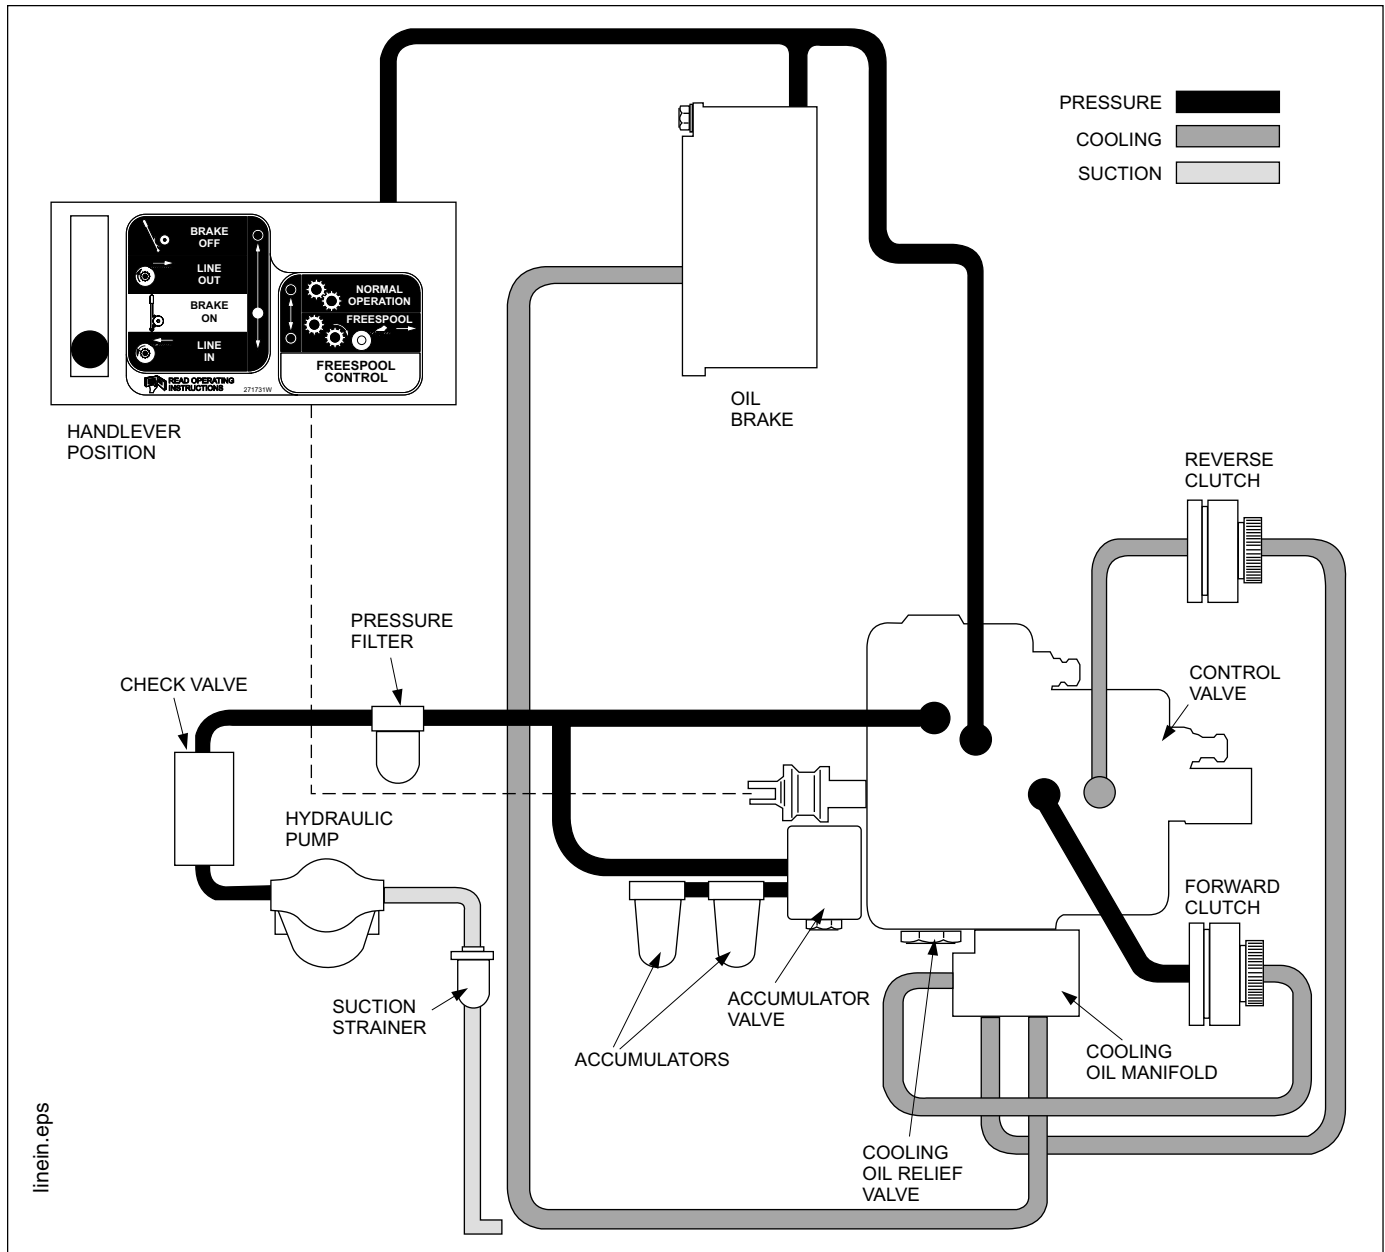 PRESSURE
COOLING
SUCTION
BRAKE
OFF
LINE
OUT
BRAKE
ON
LINE
IN
READ OPERATING
INSTRUCTIONS
271731W
NORMAL
OPERATION
FREESPOOL
FREESPOOL
CONTROL
HANDLEVER
POSITION
OIL
BRAKE
REVERSE
CLUTCH
PRESSURE
FILTER
CHECK VALVE
CONTROL
VALVE
HYDRAULIC
PUMP
FORWARD
CLUTCH
SUCTION
STRAINER
ACCUMULATOR
VALVE
ACCUMULATORS
COOLING
OIL MANIFOLD
COOLING
OIL RELIEF
VALVE
linein.eps